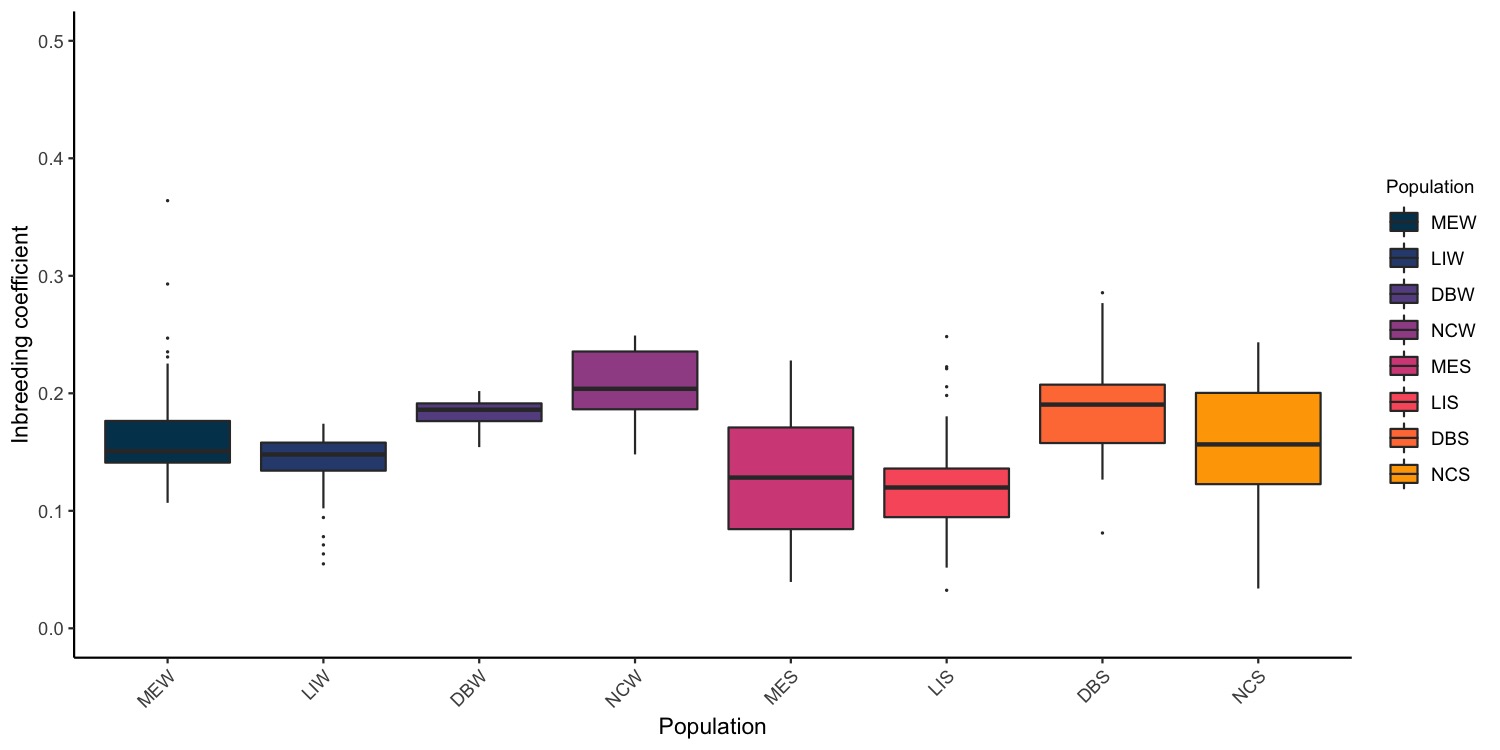 0.5
0.4
0.3
0.2
0.1
0.0
Inbreeding coefficient
MEW
LIW
DBW
NCW
MES
LIS
DBS
NCS
Population
Population
MEW
LIW
DBW
NCW
MES
LIS
DBS
NCS